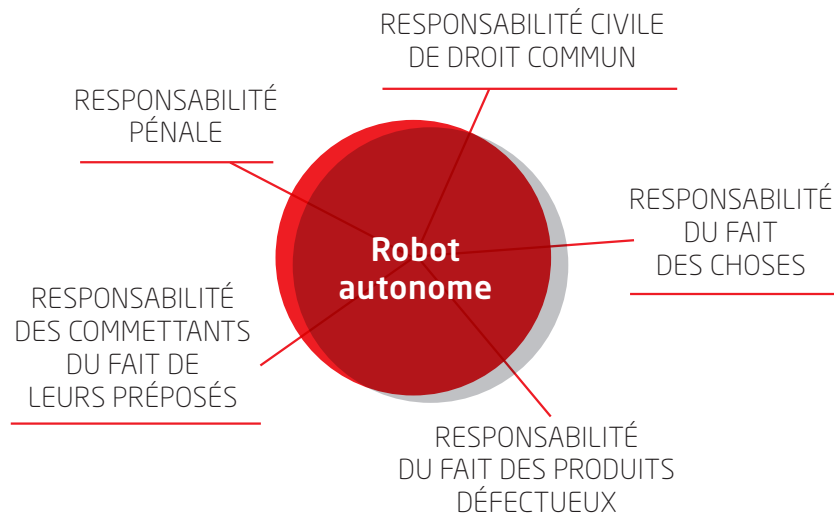 RESPONSABILITÉ CIVILE
DE DROIT COMMUN
RESPONSABILITÉ
PÉNALE
RESPONSABILITÉ
DU FAIT
DES CHOSES
Robot
autonome
RESPONSABILITÉ
DES COMMETTANTS
DU FAIT DE
LEURS PRÉPOSÉS
RESPONSABILITÉ
DU FAIT DES PRODUITS
DÉFECTUEUX